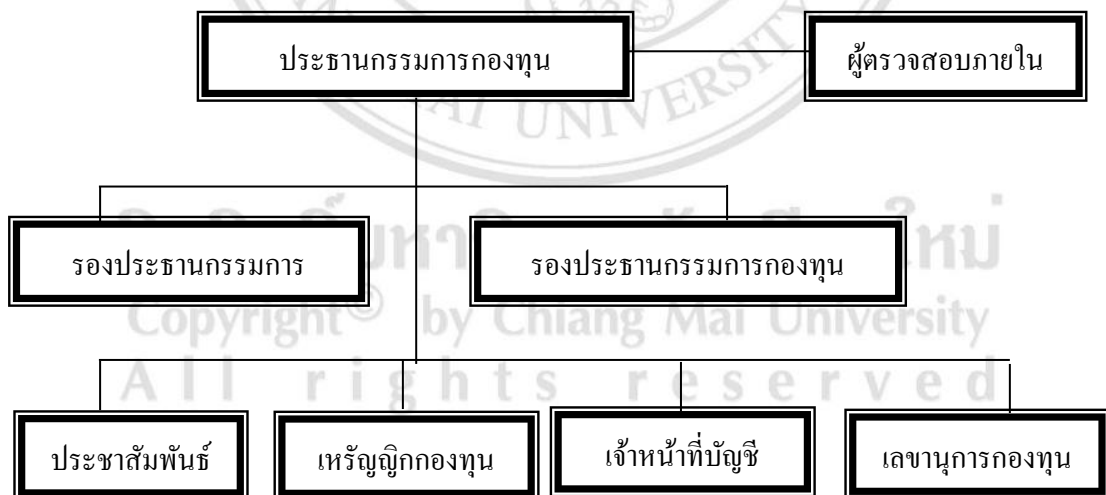 ประธานกรรมการกองทุน
ผู้ตรวจสอบภายใน
AI UNIVERSIT
รองประธานกรรมการ
รองประธานกรรมการกองทุน
Copyright© by Chiang Mai University
All rights reserved
ประชาสัมพันธ์
เหรัญญิกกองทุน
เจ้าหน้าที่บัญชี
เลขานุการกองทุน